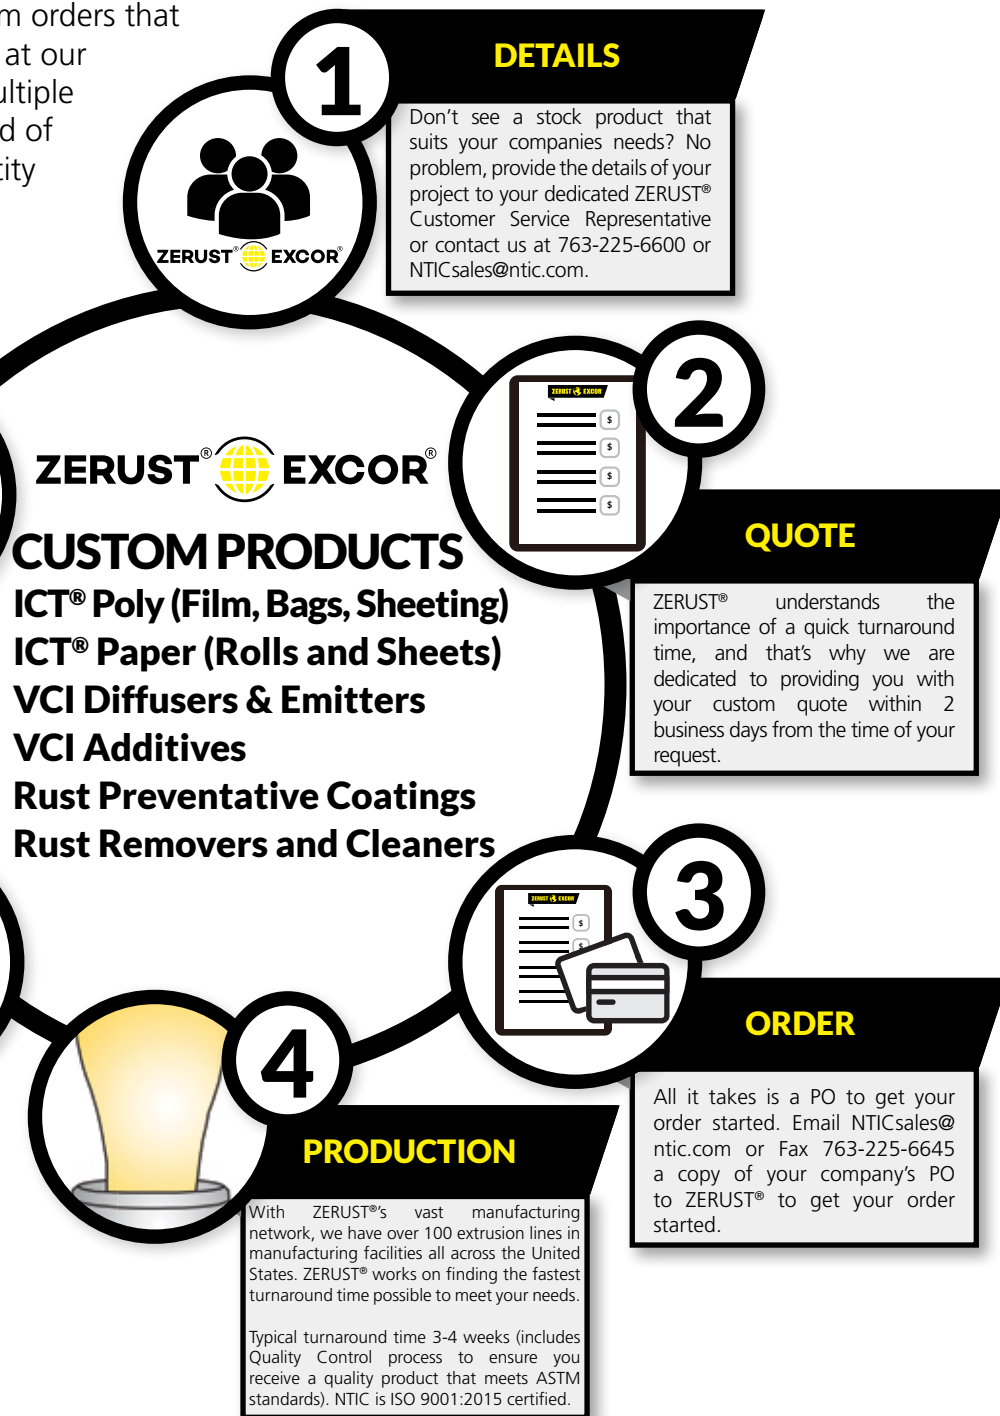 m orders that
at our
ultiple
d of
tity
1
DETAILS
Don't see a stock product that
suits your companies needs? No
problem, provide the details of your
project to your dedicated ZERUST®
Customer Service Representative
or contact us at 763-225-6600 or
NTICsales@ntic.com.
ZERUST® EXCOR®
2
ZERUST EXCOR
$
$
$
$
QUOTE
ZERUST® understands the
importance of a quick turnaround
time, and that's why we are
dedicated to providing you with
your custom quote within 2
business days from the time of your
request.
ZERUST® EXCOR®
CUSTOM PRODUCTS
ICT® Poly (Film, Bags, Sheeting)
ICT® Paper (Rolls and Sheets)
VCI Diffusers & Emitters
VCI Additives
Rust Preventative Coatings
Rust Removers and Cleaners
3
ZERUST EXCOR
$
$
ORDER
All it takes is a PO to get your
order started. Email NTICsales@
ntic.com or Fax 763-225-6645
a copy of your company's PO
to ZERUST® to get your order
started.
4
PRODUCTION
With ZERUST®'s vast manufacturing
network, we have over 100 extrusion lines in
manufacturing facilities all across the United
States. ZERUST® works on finding the fastest
turnaround time possible to meet your needs.
Typical turnaround time 3-4 weeks (includes
Quality Control process to ensure you
receive a quality product that meets ASTM
standards). NTIC is ISO 9001:2015 certified.